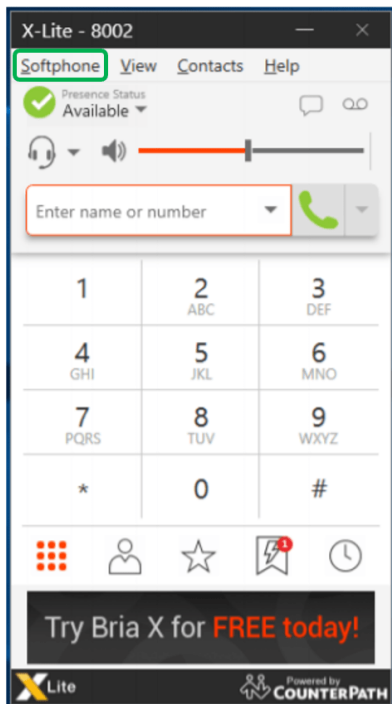 X-Lite - 8002
Softphone View Contacts Help
Presence Status
Available
Enter name or number
1 2 3
ABC DEF
4 5 6
GHI JKL MNO
7 8 9
PQRS TUV WXYZ
* 0 #
1
Try Bria X for FREE today!
X Lite
Powered by
COUNTERPATH